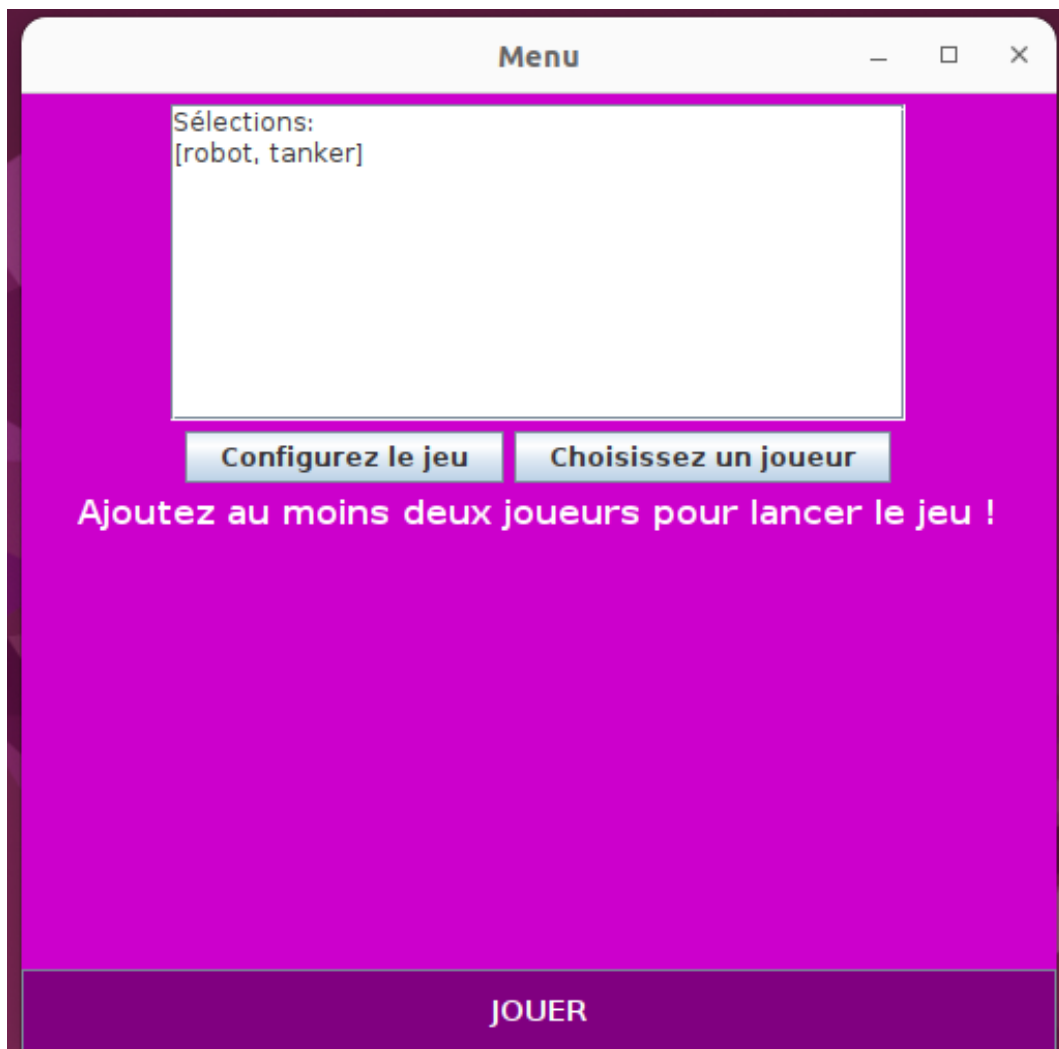 Menu
Sélections:
[robot, tanker]
Configurez le jeu
Choisissez un joueur
Ajoutez au moins deux joueurs pour lancer le jeu !
JOUER